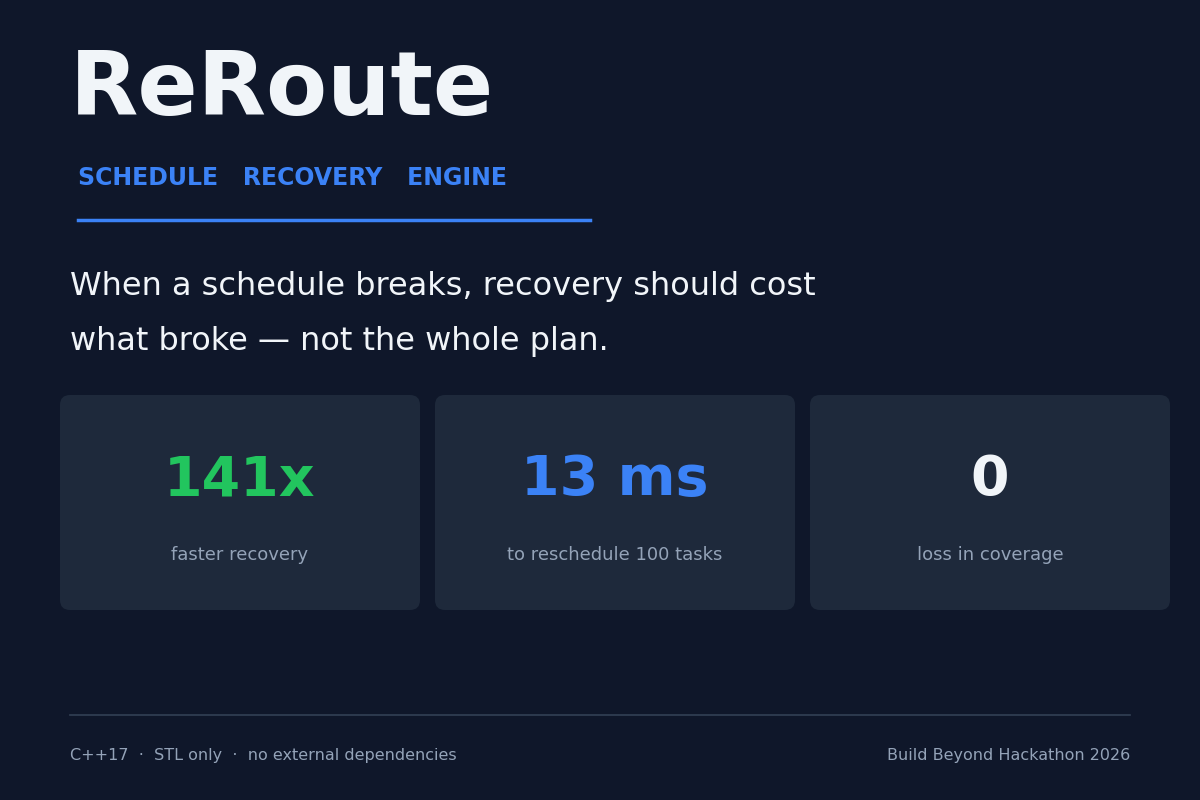 ReRoute
SCHEDULE RECOVERY ENGINE
When a schedule breaks, recovery should cost
what broke — not the whole plan.
141x
faster recovery
13 ms
to reschedule 100 tasks
0
loss in coverage
C++17 · STL only · no external dependencies
Build Beyond Hackathon 2026